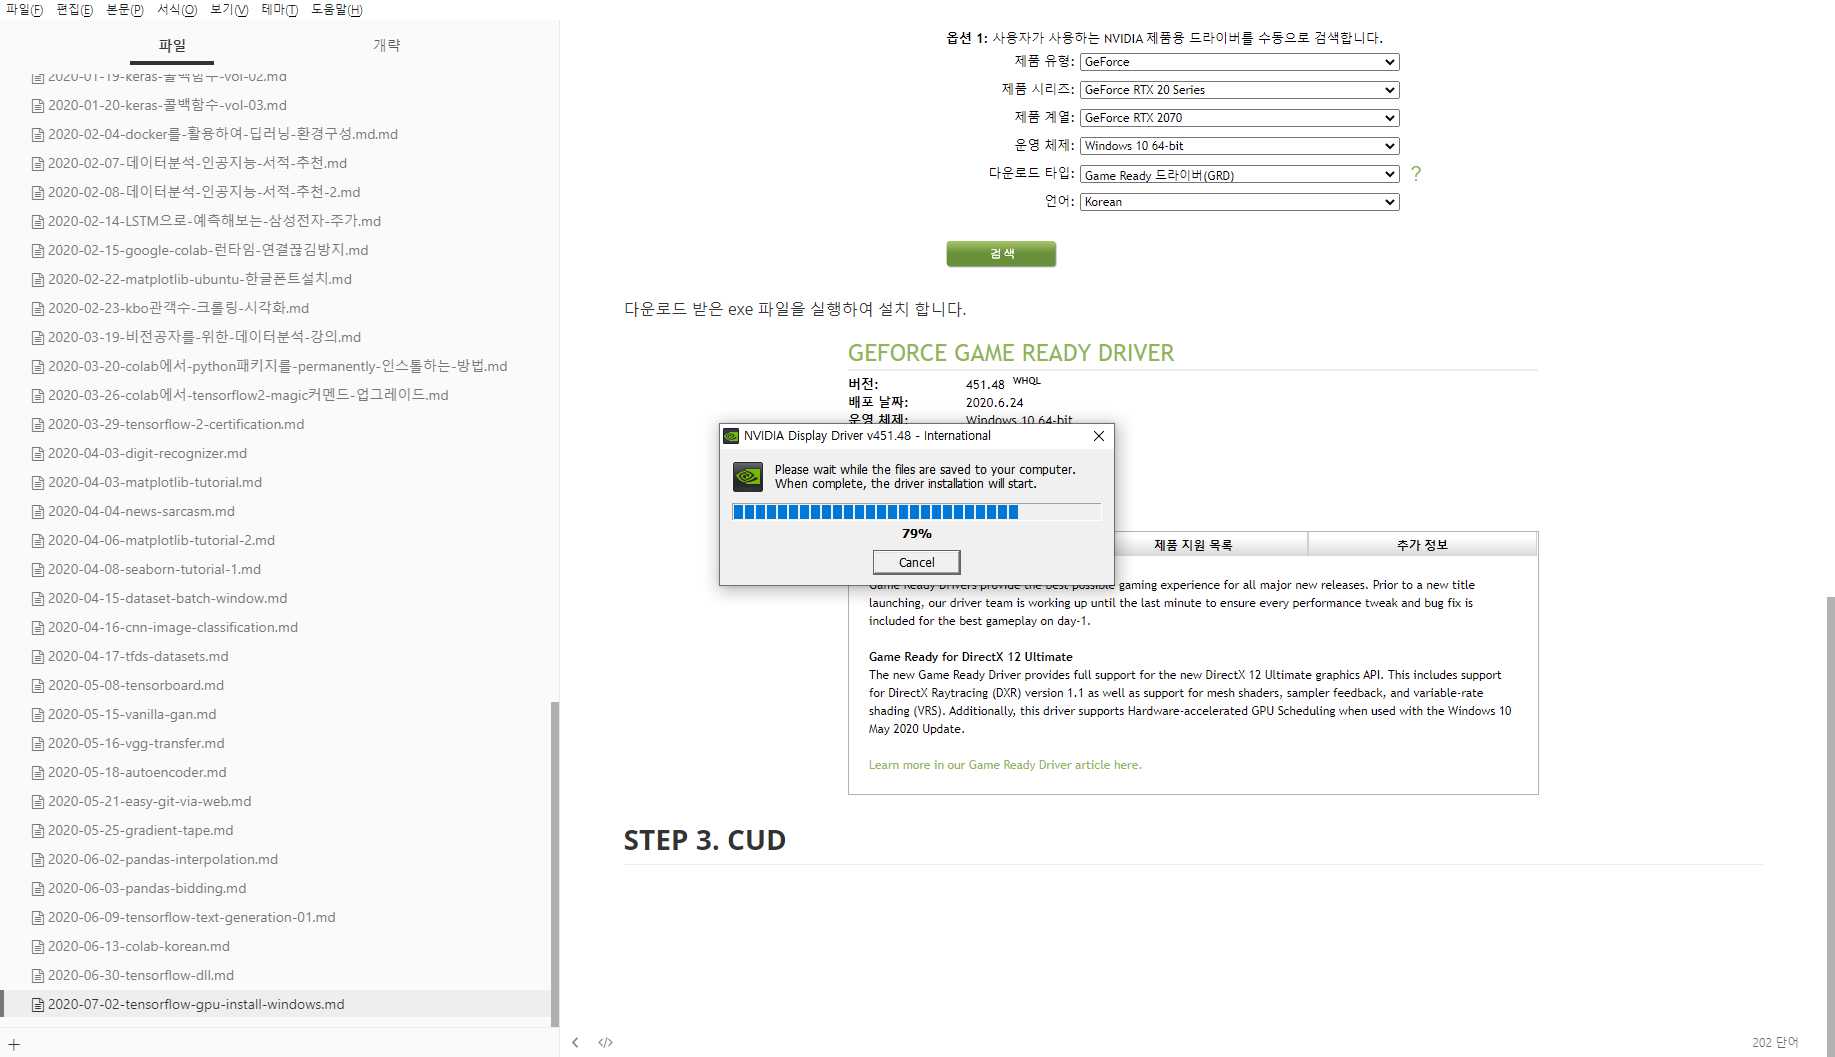 파일(F) 편집(E) 본문(P) 서식(O) 보기(V) 테마(T) 도움말(H)
파일 개략
2020-01-19-keras-콜백함수-vol-02.md
2020-01-20-keras-콜백함수-vol-03.md
2020-02-04-docker를-활용하여-딥러닝-환경구성.md.md
2020-02-07-데이터분석-인공지능-서적-추천.md
2020-02-08-데이터분석-인공지능-서적-추천-2.md
2020-02-14-LSTM으로-예측해보는-삼성전자-주가.md
2020-02-15-google-colab-런타임-연결끊김방지.md
2020-02-22-matplotlib-ubuntu-한글폰트설치.md
2020-02-23-kbo관객수-크롤링-시각화.md
2020-03-19-비전공자를-위한-데이터분석-강의.md
2020-03-20-colab에서-python패키지를-permanently-인스톨하는-방법.md
2020-03-26-colab에서-tensorflow2-magic커멘드-업그레이드.md
2020-03-29-tensorflow-2-certification.md
2020-04-03-digit-recognizer.md
2020-04-03-matplotlib-tutorial.md
2020-04-04-news-sarcasm.md
2020-04-06-matplotlib-tutorial-2.md
2020-04-08-seaborn-tutorial-1.md
2020-04-15-dataset-batch-window.md
2020-04-16-cnn-image-classification.md
2020-04-17-tfds-datasets.md
2020-05-08-tensorboard.md
2020-05-15-vanilla-gan.md
2020-05-16-vgg-transfer.md
2020-05-18-autoencoder.md
2020-05-21-easy-git-via-web.md
2020-05-25-gradient-tape.md
2020-06-02-pandas-interpolation.md
2020-06-03-pandas-bidding.md
2020-06-09-tensorflow-text-generation-01.md
2020-06-13-colab-korean.md
2020-06-30-tensorflow-dll.md
2020-07-02-tensorflow-gpu-install-windows.md
옵션 1: 사용자가 사용하는 NVIDIA 제품용 드라이버를 수동으로 검색합니다.
제품 유형: GeForce
제품 시리즈: GeForce RTX 20 Series
제품 계열: GeForce RTX 2070
운영 체제: Windows 10 64-bit
다운로드 타입: Game Ready 드라이버(GRD) ?
언어: Korean
검색
다운로드 받은 exe 파일을 실행하여 설치 합니다.
GEFORCE GAME READY DRIVER
버전: 451.48 WHQL
배포 날짜: 2020.6.24
운영 체제: Windows 10 64-bit
NVIDIA Display Driver v451.48 - International
Please wait while the files are saved to your computer.
When complete, the driver installation will start.
79%
Cancel
제품 지원 목록 추가 정보
Game Ready Drivers provide the best possible gaming experience for all major new releases. Prior to a new title
launching, our driver team is working up until the last minute to ensure every performance tweak and bug fix is
included for the best gameplay on day-1.
Game Ready for DirectX 12 Ultimate
The new Game Ready Driver provides full support for the new DirectX 12 Ultimate graphics API. This includes support
for DirectX Raytracing (DXR) version 1.1 as well as support for mesh shaders, sampler feedback, and variable-rate
shading (VRS). Additionally, this driver supports Hardware-accelerated GPU Scheduling when used with the Windows 10
May 2020 Update.
Learn more in our Game Ready Driver article here.
STEP 3. CUD
202 단어